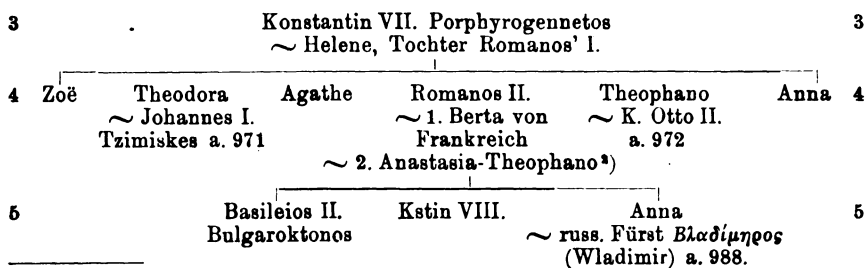 3 Konstantin VII. Porphyrogennetos 3
~ Helene, Tochter Romanos' I.
4 Zoë Theodora Agathe Romanos II. Theophano Anna 4
~ Johannes I. ~ 1. Berta von ~ K. Otto II.
Tzimiskes a. 971 Frankreich a. 972
~ 2. Anastasia-Theophano²)
5 Basileios II. Kstin VIII. Anna 5
Bulgaroktonos ~ russ. Fürst Βλαδίμηρος
(Wladimir) a. 988.